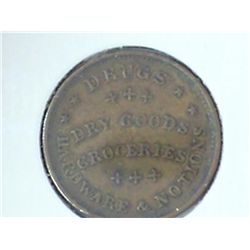 DRUGS
DRY GOODS
GROCERIES
HARDWARE & NOTIONS